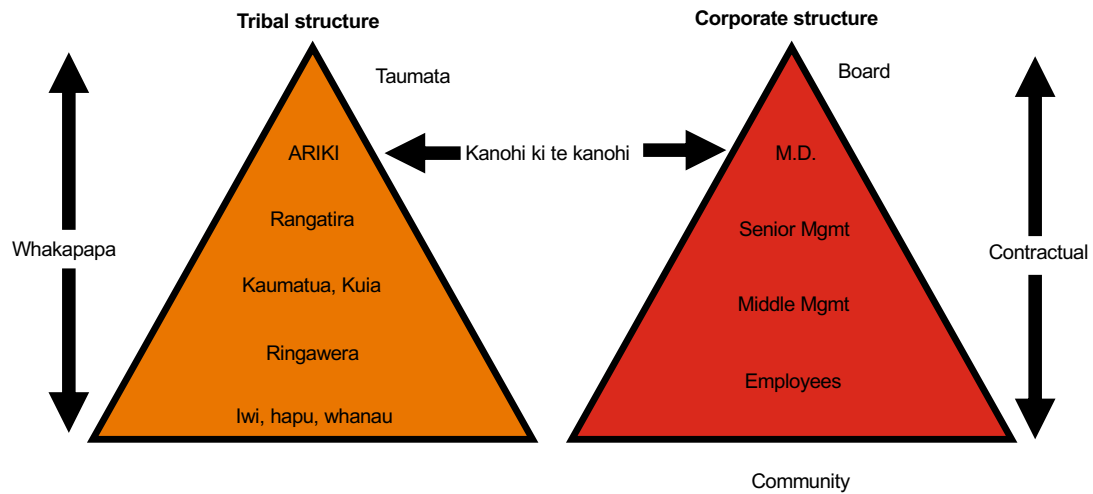 Tribal structure
Taumata
ARIKI
Rangatira
Kaumatua, Kuia
Ringawera
Iwi, hapu, whanau
Whakapapa
Kanohi ki te kanohi
Corporate structure
Board
M.D.
Senior Mgmt
Middle Mgmt
Employees
Community
Contractual